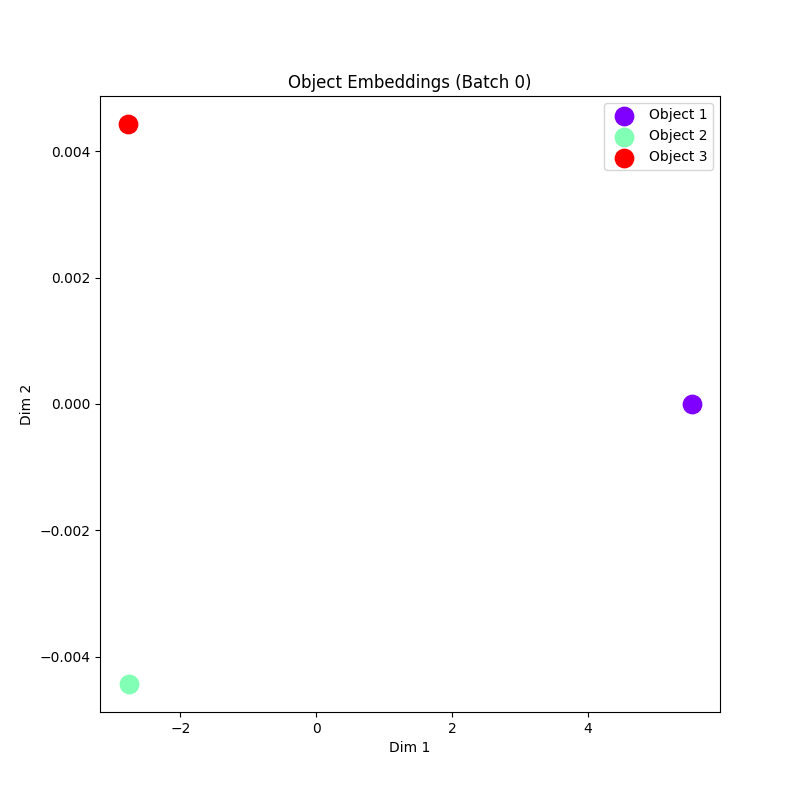 Object Embeddings (Batch 0)
Object 1
Object 2
Object 3
0.004
0.002
0.000
−0.002
−0.004
Dim 2
−2
0
2
4
Dim 1